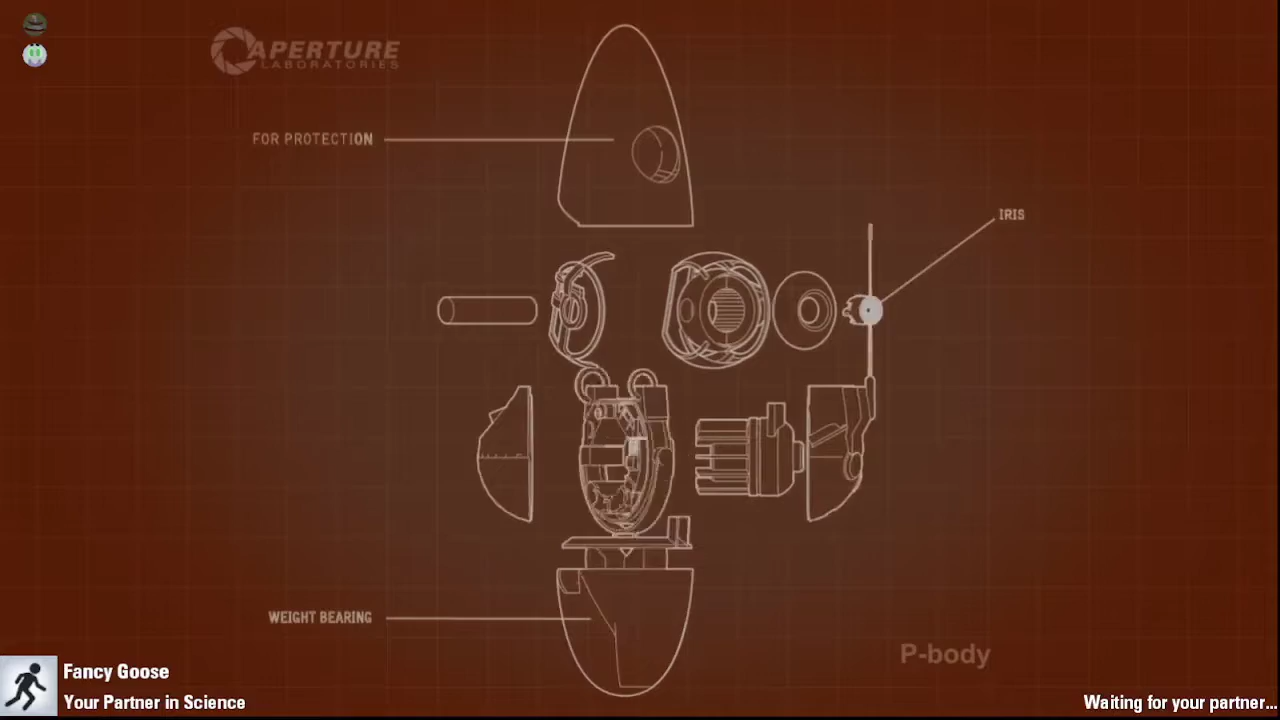 APERTURE
LABORATORIES
FOR PROTECTION
IRIS
WEIGHT BEARING
P-body
Fancy Goose
Your Partner in Science
Waiting for your partner...